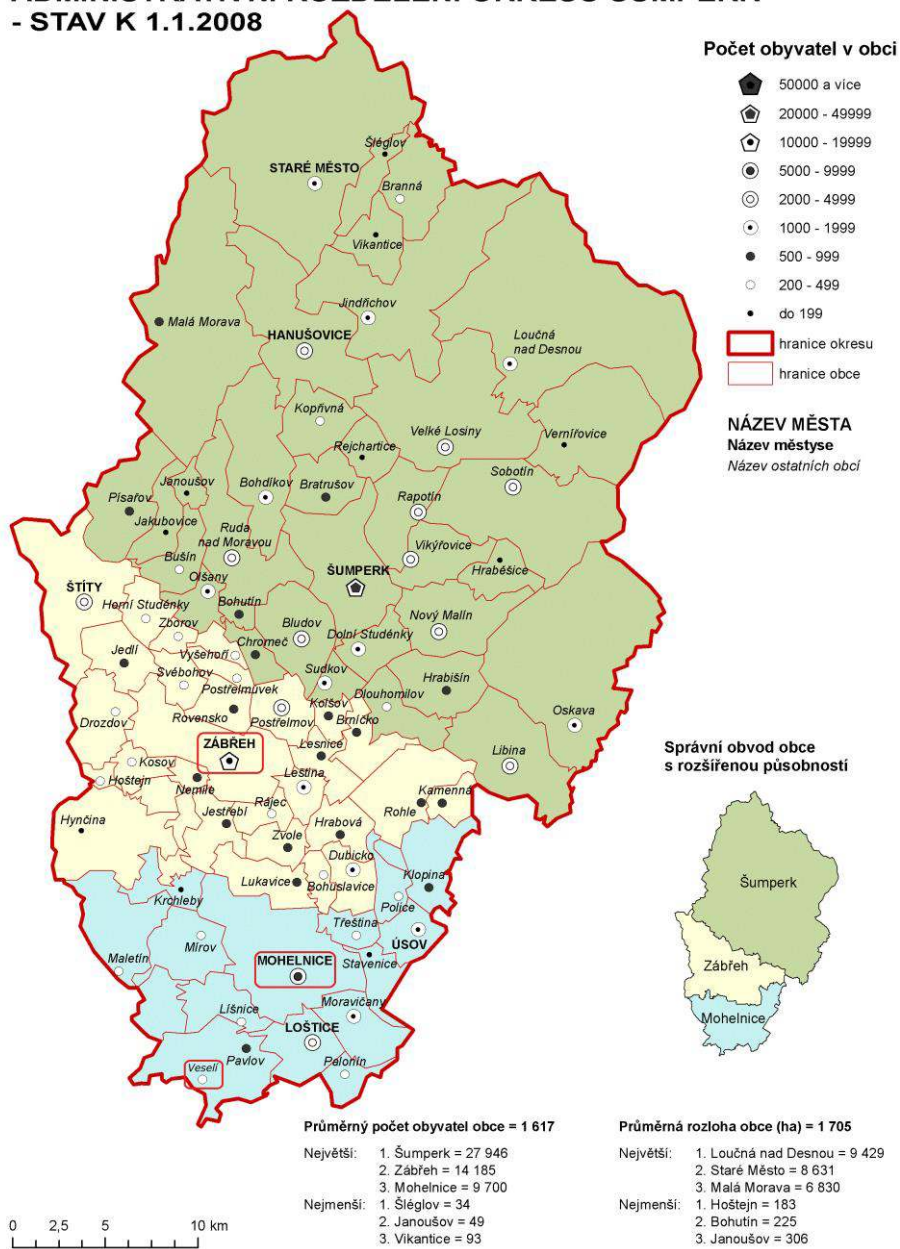 - STAV K 1.1.2008
Počet obyvatel v obci
50000 a více
20000 - 49999
10000 - 19999
5000 - 9999
2000 - 4999
1000 - 1999
500 - 999
200 - 499
do 199
hranice okresu
hranice obce
NÁZEV MĚSTA
Název městyse
Název ostatních obcí
Šléglov
STARÉ MĚSTO
Branná
Vikantice
Jindřichov
Malá Morava
HANUŠOVICE
Loučná
nad Desnou
Kopřivná
Velké Losiny
Vernířovice
Rejchartice
Sobotín
Janoušov
Bohdíkov
Bratrušov
Rapotín
Písařov
Jakubovice
Ruda
nad Moravou
Vikýřovice
Bušín
Hraběšice
Olšany
ŠUMPERK
ŠTÍTY
Horní Studénky
Bohutín
Nový Malín
Zborov
Bludov
Dolní Studénky
Chromeč
Jedlí
Vyšehoří
Svébohov
Sudkov
Hrabišín
Postřelmůvek
Dlouhomilov
Kolšov
Drozdov
Rovensko
Postřelmov
Brníčko
Oskava
ZÁBŘEH
Lesnice
Libina
Kosov
Hoštejn
Leština
Nemile
Kamenná
Rájec
Rohle
Hynčina
Jestřebí
Hrabová
Zvole
Dubicko
Lukavice
Bohuslavice
Klopina
Krchleby
Police
Třeština
Mírov
ÚSOV
Maletín
MOHELNICE
Stavenice
Líšnice
Moravičany
LOŠTICE
Pavlov
Palonín
Veselí
Správní obvod obce
s rozšířenou působností
Šumperk
Zábřeh
Mohelnice
Průměrný počet obyvatel obce = 1 617
Největší: 1. Šumperk = 27 946
2. Zábřeh = 14 185
3. Mohelnice = 9 700
Nejmenší: 1. Šléglov = 34
2. Janoušov = 49
3. Vikantice = 93
Průměrná rozloha obce (ha) = 1 705
Největší: 1. Loučná nad Desnou = 9 429
2. Staré Město = 8 631
3. Malá Morava = 6 830
Nejmenší: 1. Hoštejn = 183
2. Bohutín = 225
3. Janoušov = 306
0 2,5 5 10 km